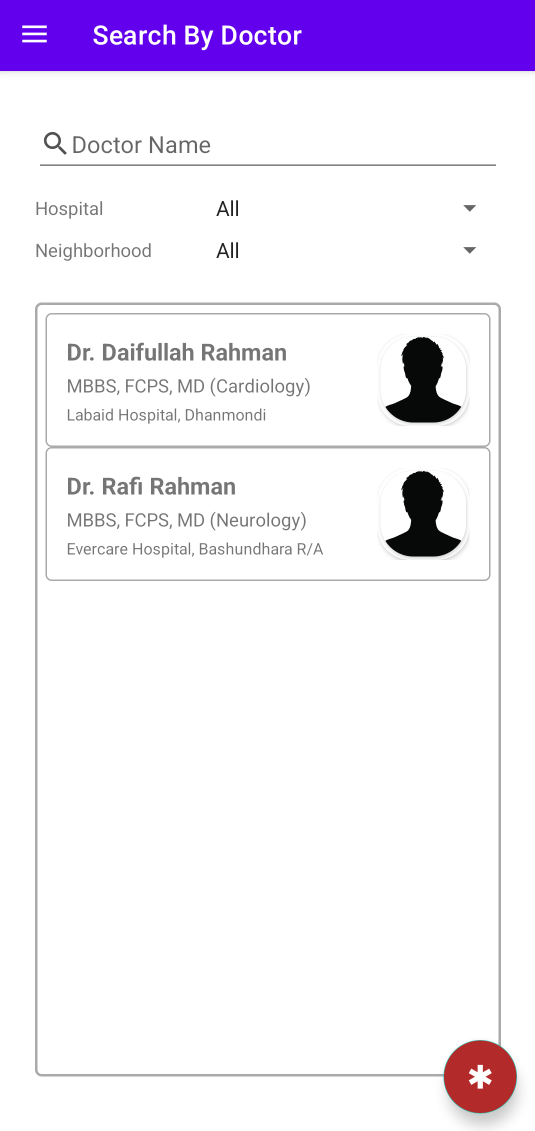 Search By Doctor
Doctor Name
Hospital All
Neighborhood All
Dr. Daifullah Rahman
MBBS, FCPS, MD (Cardiology)
Labaid Hospital, Dhanmondi
Dr. Rafi Rahman
MBBS, FCPS, MD (Neurology)
Evercare Hospital, Bashundhara R/A